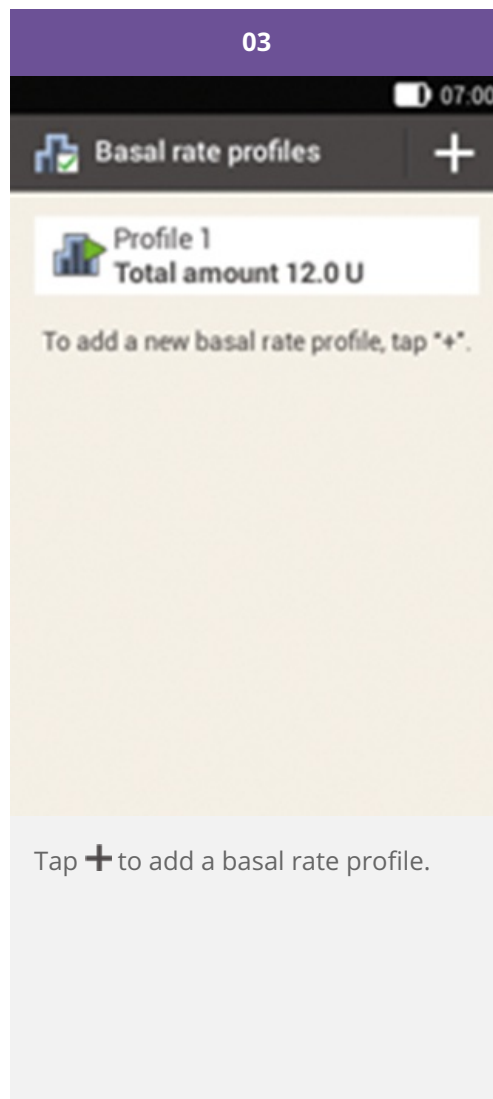 03
07:00
Basal rate profiles +
Profile 1
Total amount 12.0 U
To add a new basal rate profile, tap "+".
Tap + to add a basal rate profile.